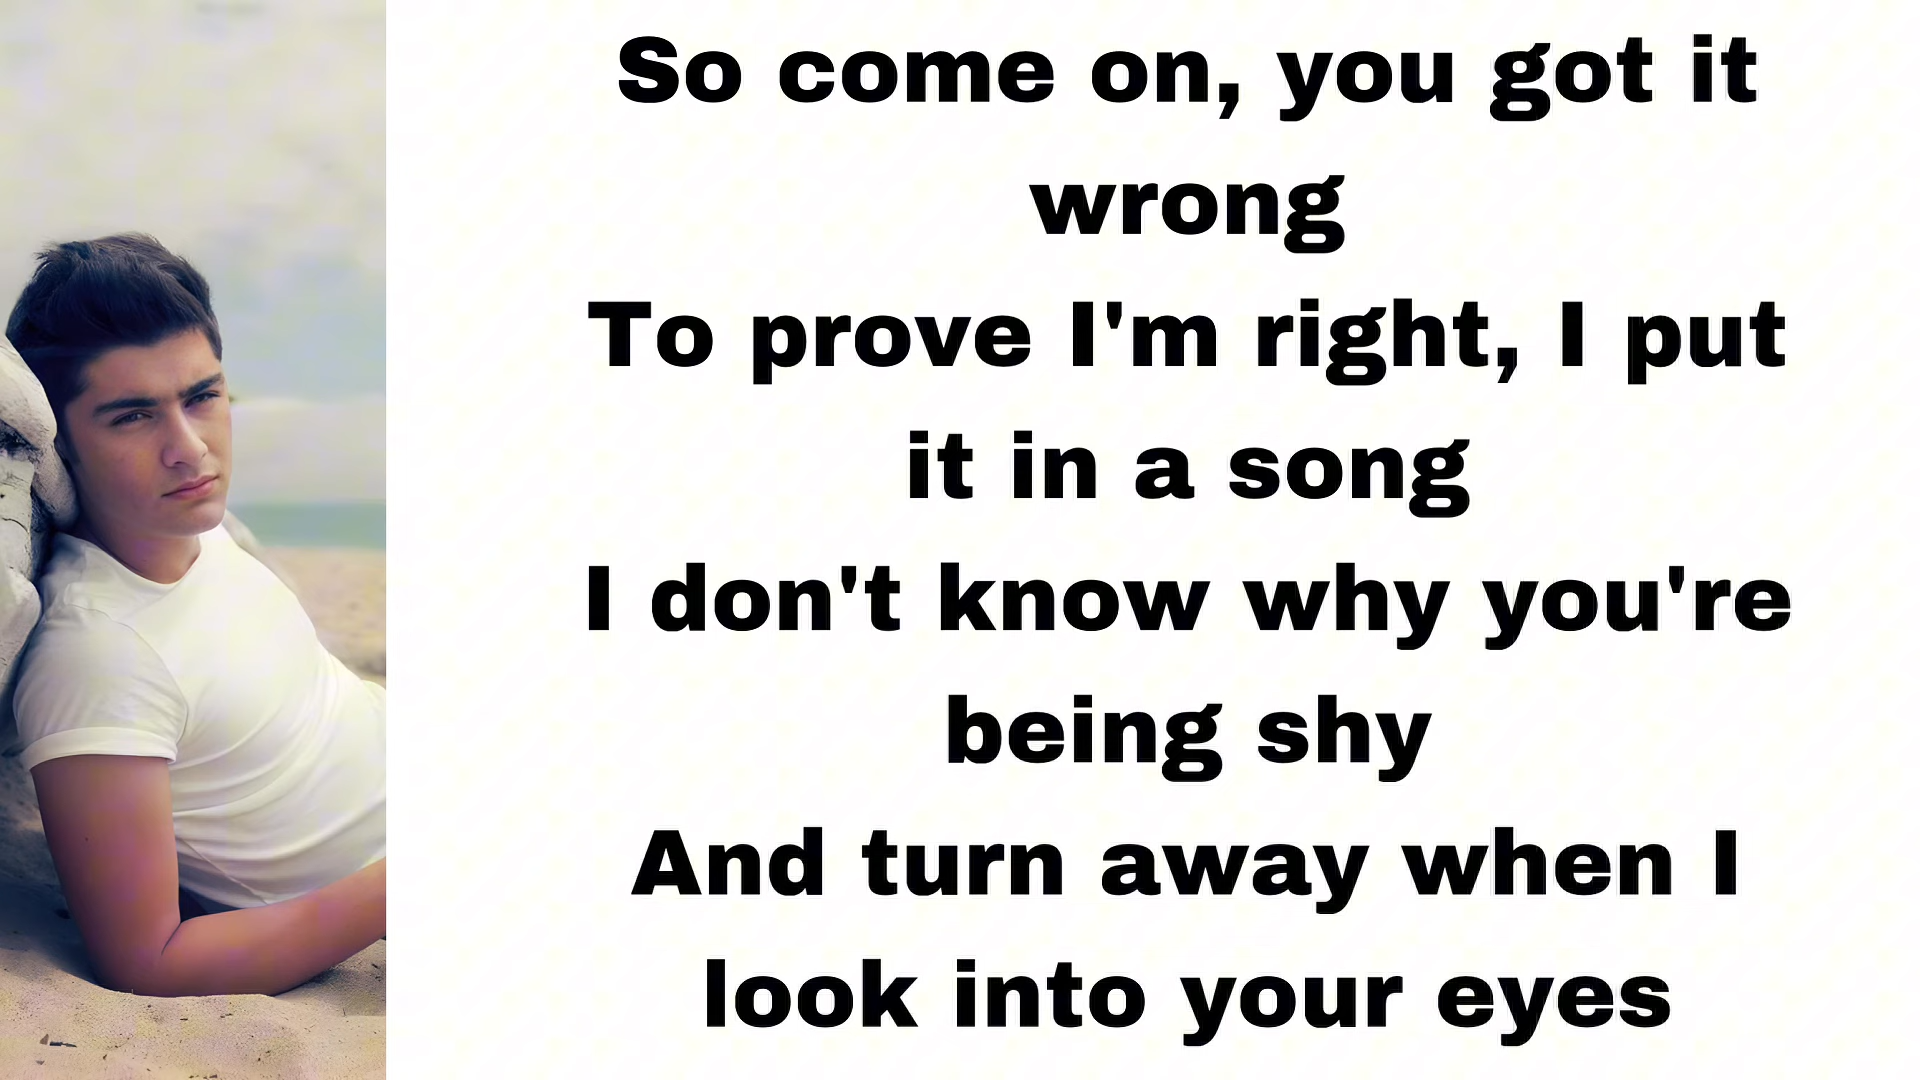 So come on, you got it
wrong
To prove I'm right, I put
it in a song
I don't know why you're
being shy
And turn away when I
look into your eyes